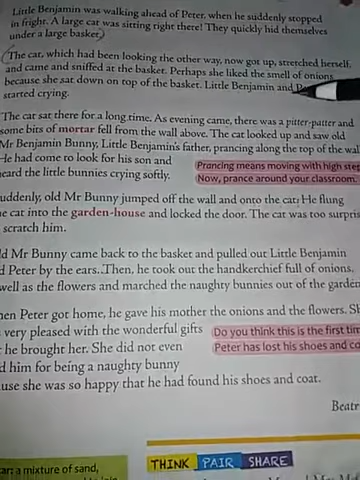 Little Benjamin was walking ahead of Peter, when he suddenly stopped
in fright. A large cat was sitting right there! They quickly hid themselves
under a large basket.
The cat, which had been looking the other way, now got up, stretched herself,
and came and sniffed at the basket. Perhaps she liked the smell of onions
because she sat down on top of the basket. Little Benjamin and
started crying.
The cat sat there for a long time. As evening came, there was a pitter-patter and
some bits of mortar fell from the wall above. The cat looked up and saw old
Mr Benjamin Bunny, Little Benjamin's father, prancing along the top of the wall
He had come to look for his son and
heard the little bunnies crying softly.
Prancing means moving with high step
Now, prance around your classroom.
uddenly, old Mr Bunny jumped off the wall and onto the cat! He flung
e cat into the garden-house and locked the door. The cat was too surpris
scratch him.
d Mr Bunny came back to the basket and pulled out Little Benjamin
d Peter by the ears. Then, he took out the handkerchief full of onions,
well as the flowers and marched the naughty bunnies out of the garden
hen Peter got home, he gave his mother the onions and the flowers. Sh
very pleased with the wonderful gifts
he brought her. She did not even
d him for being a naughty bunny
use she was so happy that he had found his shoes and coat.
Do you think this is the first tim
Peter has lost his shoes and co
Beatr
THINK PAIR SHARE
ar: a mixture of sand,